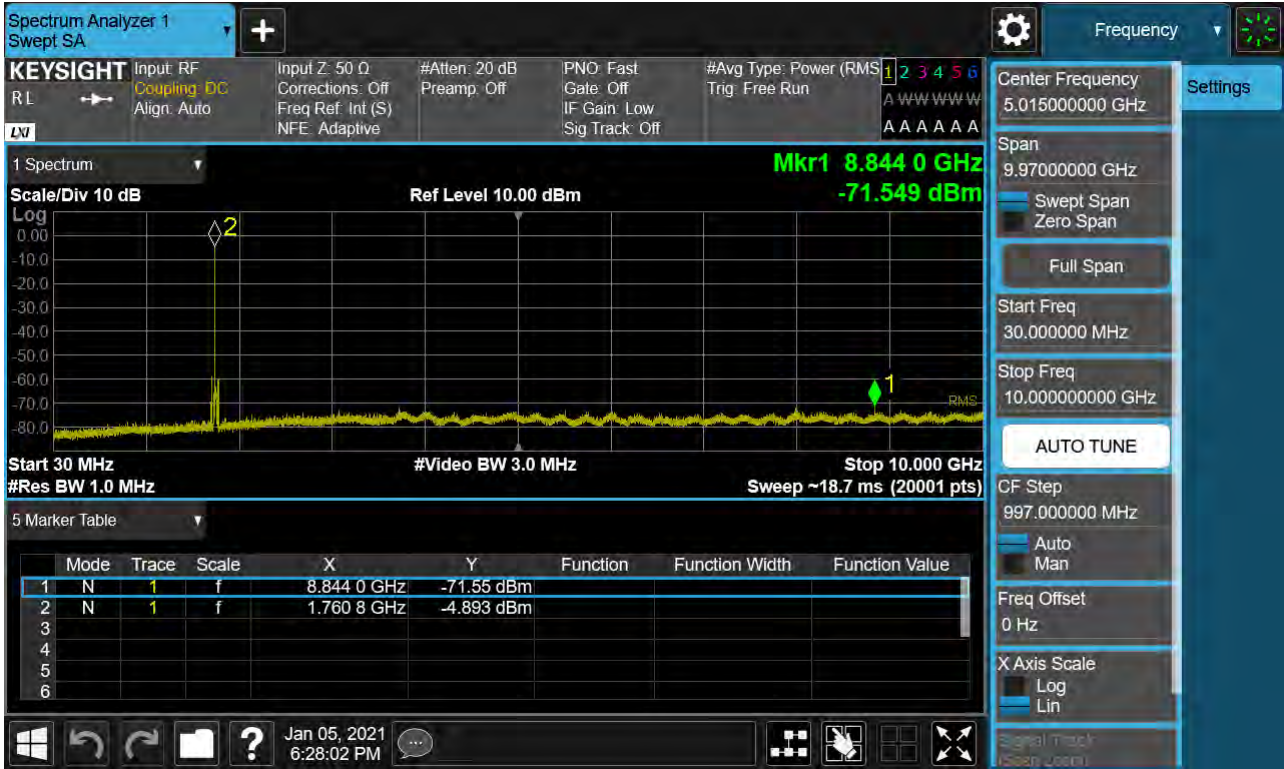 Spectrum Analyzer 1
Swept SA
Frequency
KEYSIGHT
RL
LXI
Input: RF
Coupling: DC
Align: Auto
Input Z: 50 Ω
Corrections: Off
Freq Ref: Int (S)
NFE: Adaptive
#Atten: 20 dB
Preamp: Off
PNO: Fast
Gate: Off
IF Gain: Low
Sig Track: Off
#Avg Type: Power (RMS
Trig: Free Run
1 2 3 4 5 6
A W W W W W
A A A A A A
1 Spectrum
Scale/Div 10 dB
Ref Level 10.00 dBm
Mkr1 8.844 0 GHz
-71.549 dBm
Log
0.00
-10.0
-20.0
-30.0
-40.0
-50.0
-60.0
-70.0
-80.0
2
1
RMS
Start 30 MHz
#Video BW 3.0 MHz
Stop 10.000 GHz
#Res BW 1.0 MHz
Sweep ~18.7 ms (20001 pts)
5 Marker Table
Mode Trace Scale X Y Function Function Width Function Value
1 N 1 f 8.844 0 GHz -71.55 dBm
2 N 1 f 1.760 8 GHz -4.893 dBm
3
4
5
6
Jan 05, 2021
6:28:02 PM
Center Frequency
5.015000000 GHz
Settings
Span
9.97000000 GHz
Swept Span
Zero Span
Full Span
Start Freq
30.000000 MHz
Stop Freq
10.000000000 GHz
AUTO TUNE
CF Step
997.000000 MHz
Auto
Man
Freq Offset
0 Hz
X Axis Scale
Log
Lin
Signal Track
(Span Zoom)